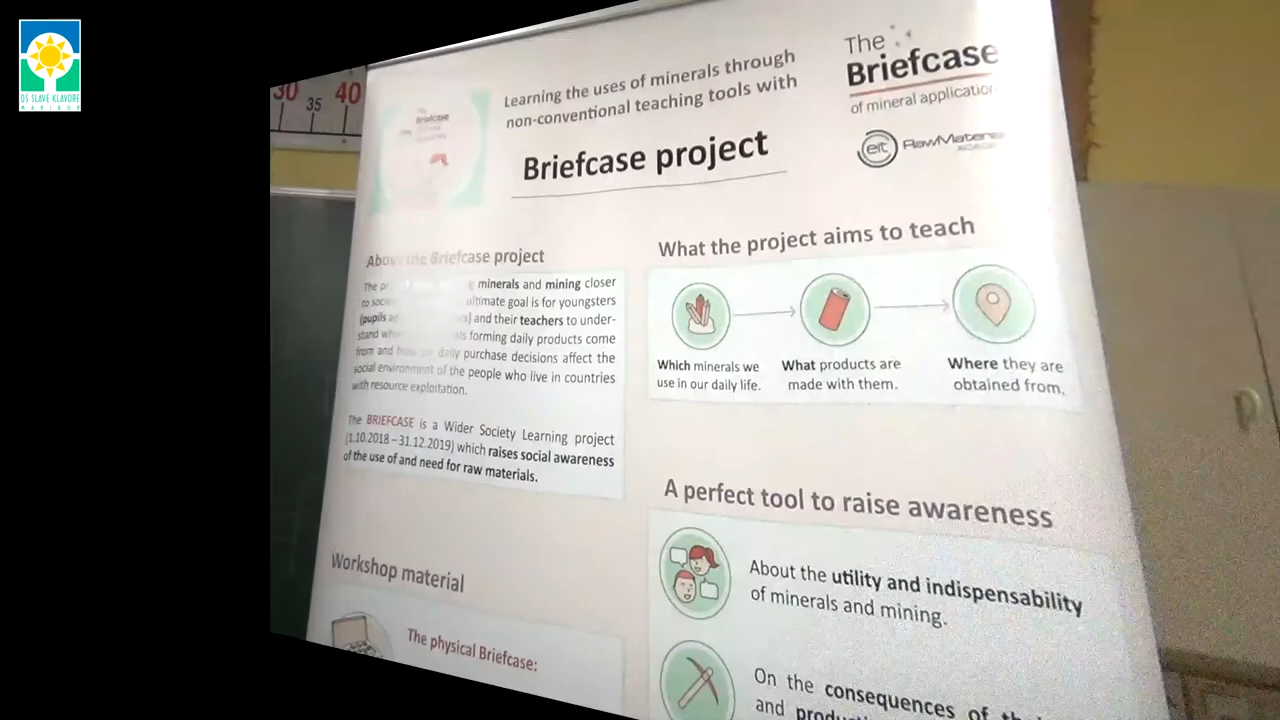 OS SLAVE KLAVORE
MARIBOR
30
35
40
Learning the uses of minerals through
non-conventional teaching tools with
Briefcase project
The
Briefcase
of mineral application
eit RawMater
What the project aims to teach
Which minerals we
use in our daily life.
What products are
made with them.
Where they are
obtained from.
About the Briefcase project
The minerals and mining closer
to ultimate goal is for youngsters
(pupils and their teachers to under-
stand forming daily products come
from and daily purchase decisions affect the
social environment of the people who live in countries
with resource exploitation.
The BRIEFCASE is a Wider Society Learning project
(1.10.2018 – 31.12.2019) which raises social awareness
of the use of and need for raw materials.
A perfect tool to raise awareness
About the utility and indispensability
of minerals and mining.
On the consequences of
and
Workshop material
The physical Briefcase: